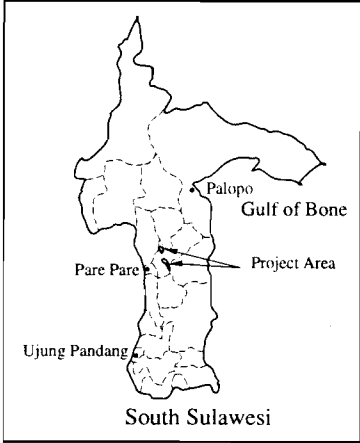 Palopo
Gulf of Bone
Project Area
Pare Pare
Ujung Pandang
South Sulawesi